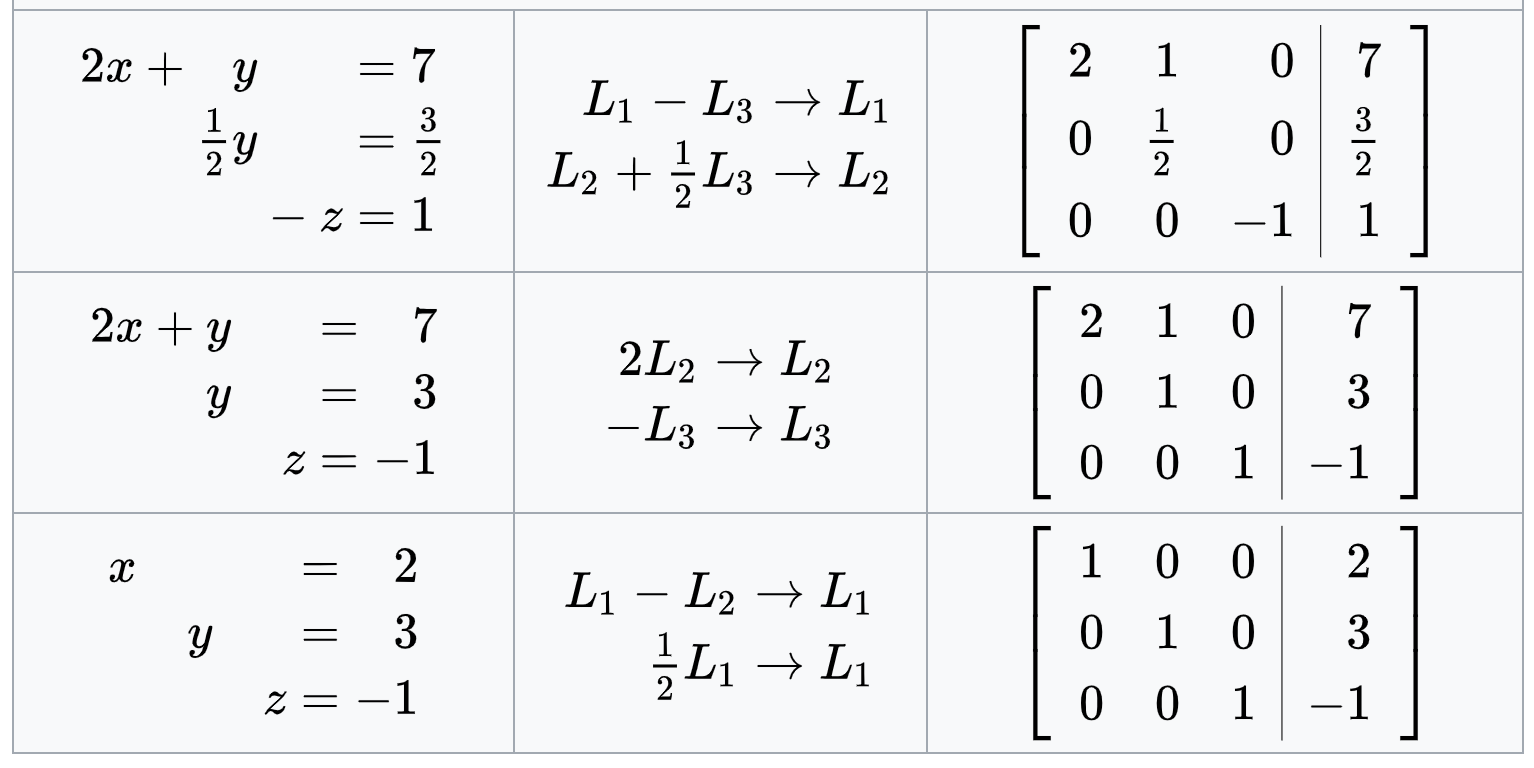 2x + y = 7
1/2 y = 3/2
− z = 1
L₁ − L₃ → L₁
L₂ + 1/2 L₃ → L₂
[ 2 1 0 | 7 ]
[ 0 1/2 0 | 3/2 ]
[ 0 0 −1 | 1 ]
2x + y = 7
y = 3
z = −1
2L₂ → L₂
−L₃ → L₃
[ 2 1 0 | 7 ]
[ 0 1 0 | 3 ]
[ 0 0 1 | −1 ]
x = 2
y = 3
z = −1
L₁ − L₂ → L₁
1/2 L₁ → L₁
[ 1 0 0 | 2 ]
[ 0 1 0 | 3 ]
[ 0 0 1 | −1 ]